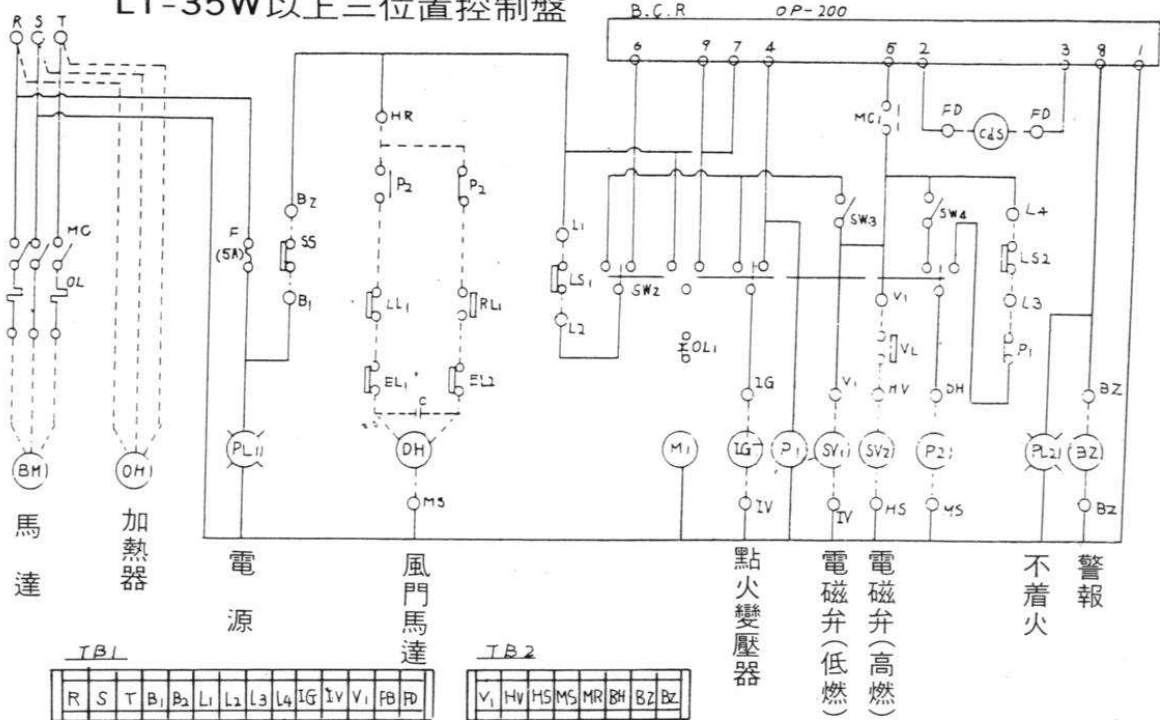 LT-35W以上三位置控制盤
R S T
B.C.R OP-200
6 9 7 4 5 2 3 8 1
HR
MC1
FD CdS FD
P2 P2
BZ
SS
B1
F
(5A)
MC
OL
L1
LS1
L2
SW2
SW3
SW4
L4
LS2
L3
P1
LL1 RL1
OL1
V1
VL
EL1 EL2
C
IG V1 HV DH BZ
BM OH PL1 DH M1 IG P1 SV1 SV2 P2 PL2 BZ
MS IV IV HS MS BZ
馬達
加熱器
電源
風門馬達
點火變壓器
電磁弁(低燃)
電磁弁(高燃)
不着火
警報
TB1
R S T B1 B2 L1 L2 L3 L4 IG IV V1 FB FD
TB2
V1 HV HS MS MR BH BZ BZ